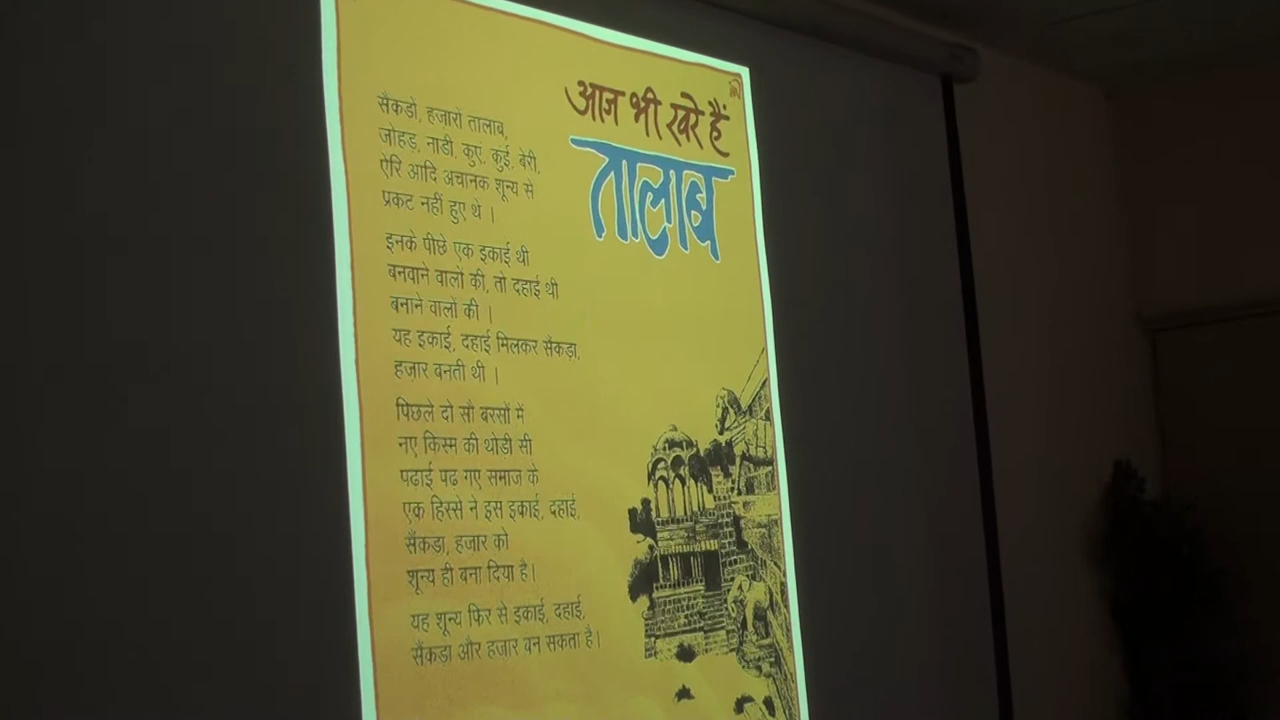 आज भी खरे हैं
तालाब
सैंकडों, हजारों तालाब,
जोहड़, नाडी, कुएं, कुंई, बेरी,
ऐरि आदि अचानक शून्य से
प्रकट नहीं हुए थे ।
इनके पीछे एक इकाई थी
बनवाने वालों की, तो दहाई थी
बनाने वालों की ।
यह इकाई, दहाई मिलकर सैंकड़ा,
हज़ार बनती थी ।
पिछले दो सौ बरसों में
नए किस्म की थोड़ी सी
पढ़ाई पढ़ गए समाज के
एक हिस्से ने इस इकाई, दहाई,
सैंकडा, हजार को
शून्य ही बना दिया है।
यह शून्य फिर से इकाई, दहाई,
सैंकड़ा और हज़ार बन सकता है।